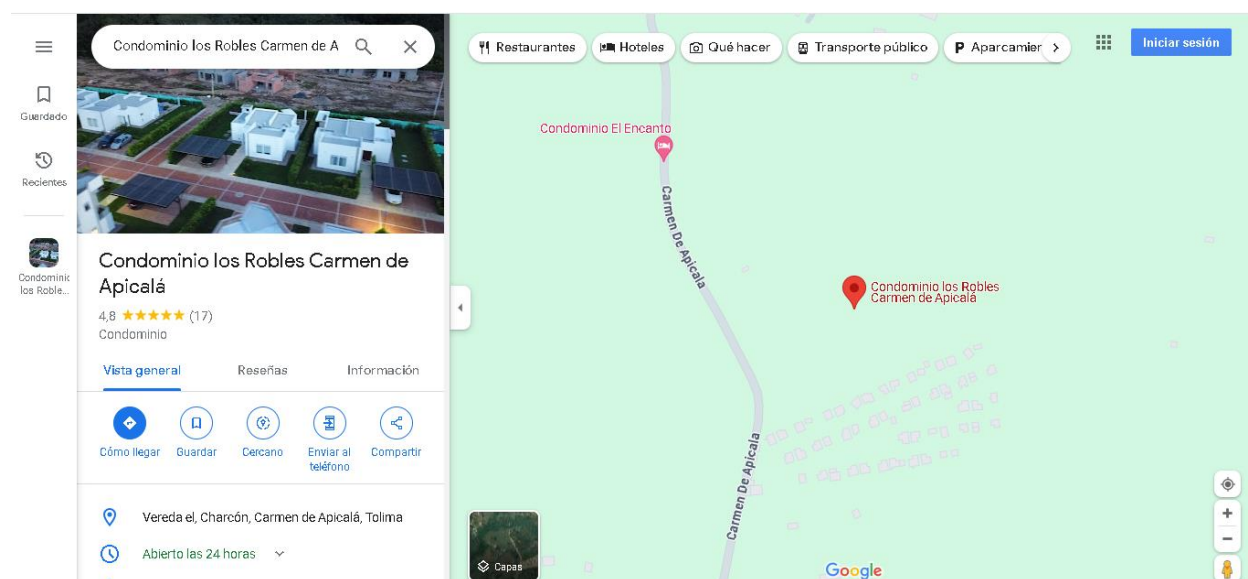 Condominio los Robles Carmen de A
Restaurantes
Hoteles
Qué hacer
Transporte público
P Aparcamier
Iniciar sesión
Guardado
Recientes
Condominic
los Roble...
Condominio los Robles Carmen de
Apicalá
4,8 ★★★★★ (17)
Condominio
Vista general
Reseñas
Información
Cómo llegar
Guardar
Cercano
Enviar al
teléfono
Compartir
Vereda el, Charcón, Carmen de Apicalá, Tolima
Abierto las 24 horas
Condominio El Encanto
Carmen De Apicala
Condominio los Robles
Carmen de Apicalá
Carmen De Apicala
Capas
Google